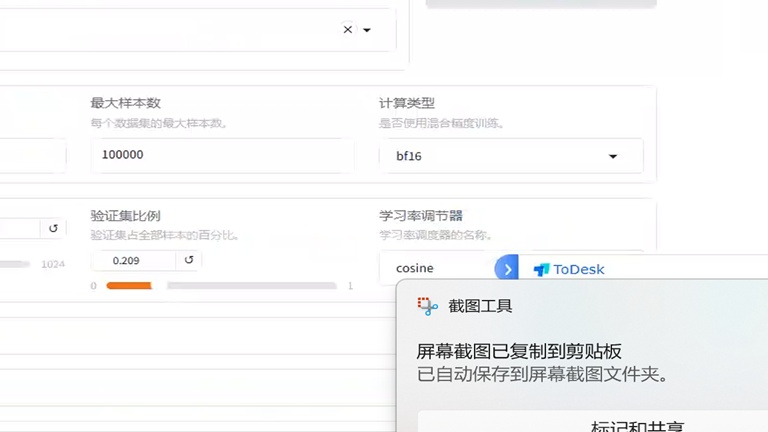 最大样本数
每个数据集的最大样本数。
100000
计算类型
是否使用混合精度训练。
bf16
验证集比例
验证集占全部样本的百分比。
0.209
0
1
1024
学习率调节器
学习率调度器的名称。
cosine
ToDesk
截图工具
屏幕截图已复制到剪贴板
已自动保存到屏幕截图文件夹。
标记和共享